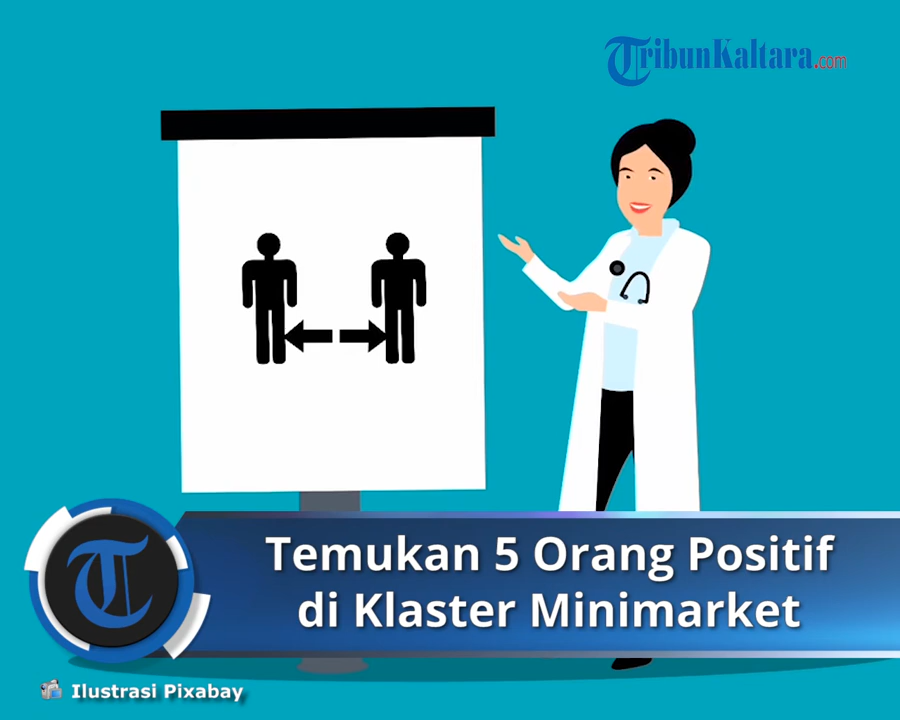 TribunKaltara.com
Temukan 5 Orang Positif
di Klaster Minimarket
Ilustrasi Pixabay